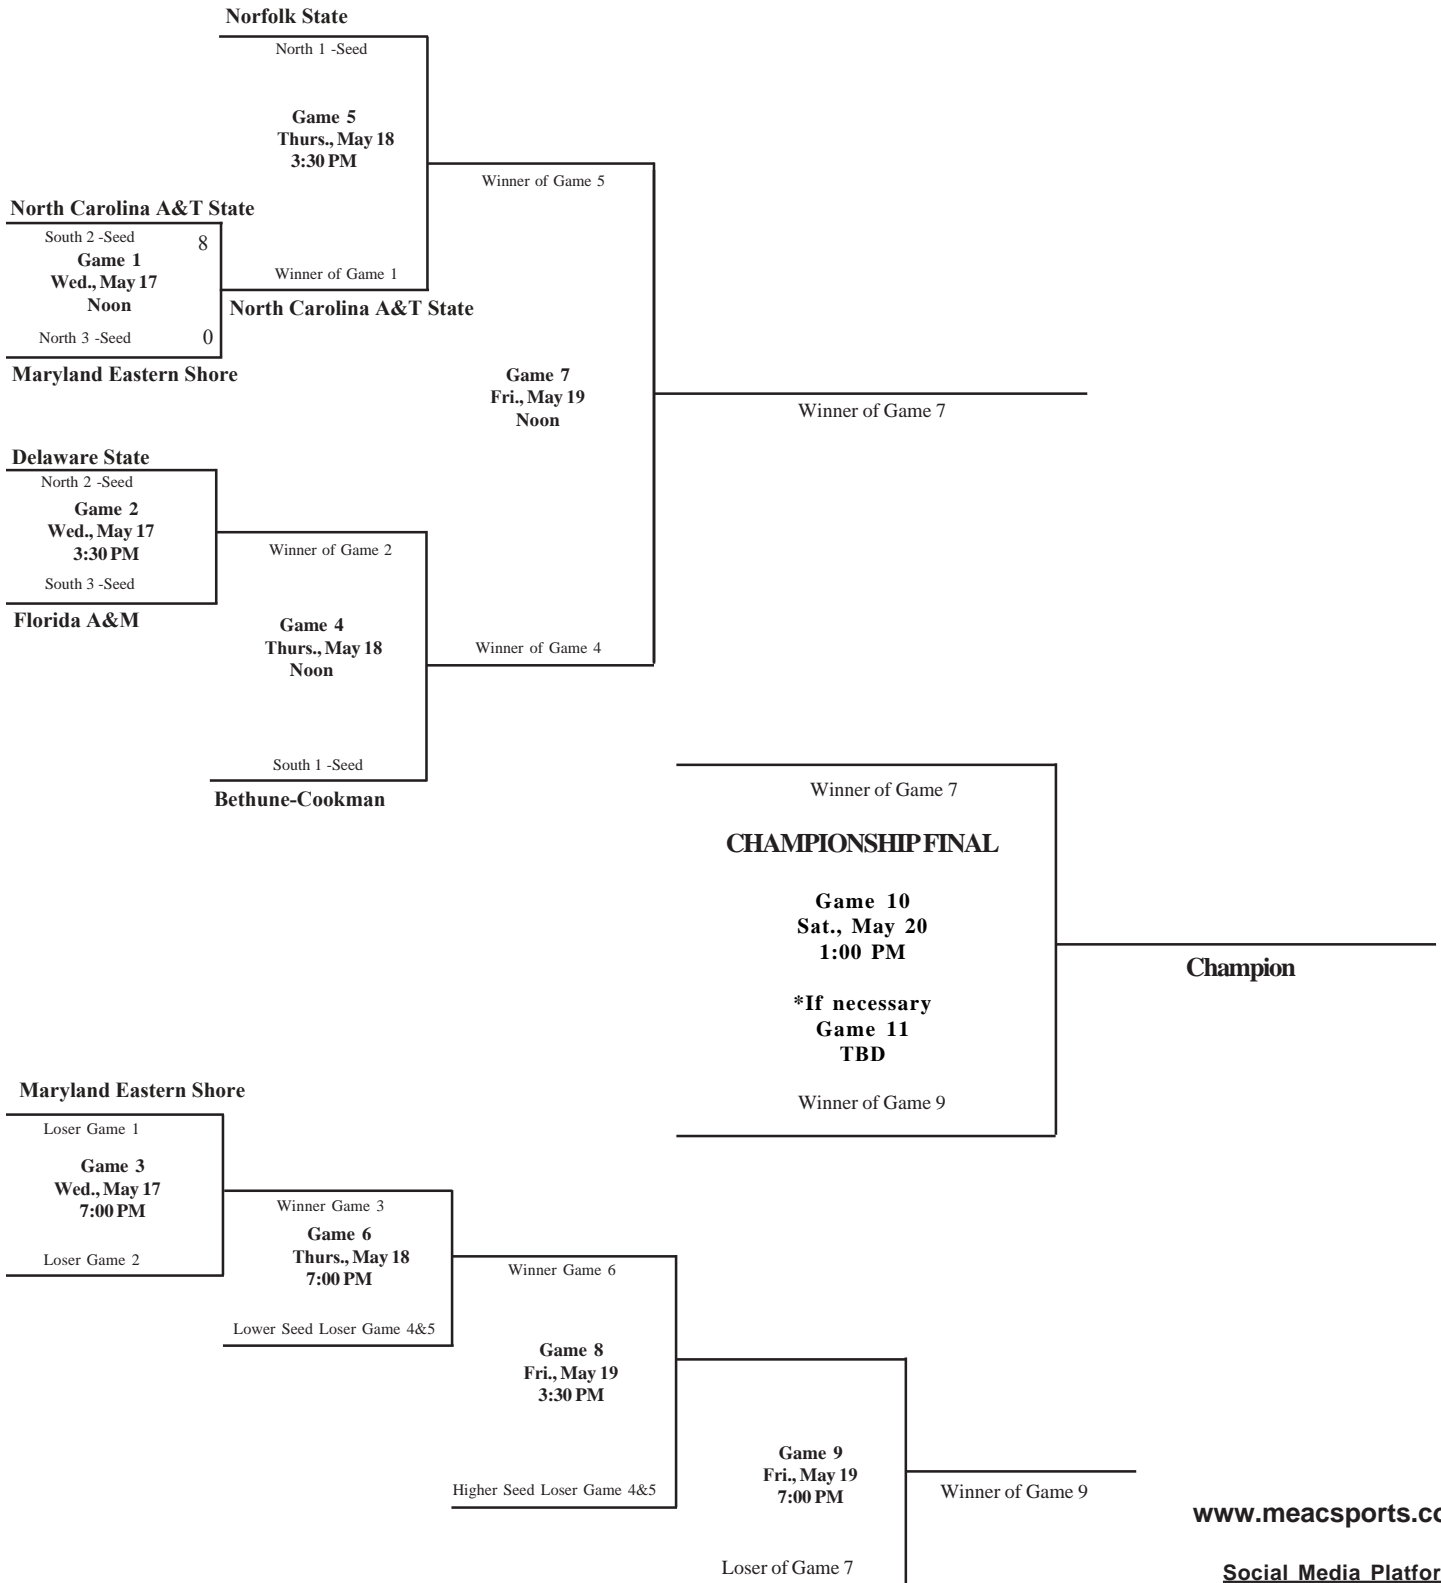 Norfolk State
North 1 -Seed
Game 5
Thurs., May 18
3:30 PM
Winner of Game 5
North Carolina A&T State
South 2 -Seed 8
Game 1
Wed., May 17
Noon
Winner of Game 1
North Carolina A&T State
North 3 -Seed 0
Maryland Eastern Shore
Game 7
Fri., May 19
Noon
Winner of Game 7
Delaware State
North 2 -Seed
Game 2
Wed., May 17
3:30 PM
South 3 -Seed
Florida A&M
Winner of Game 2
Game 4
Thurs., May 18
Noon
Winner of Game 4
South 1 -Seed
Bethune-Cookman
Winner of Game 7
CHAMPIONSHIP FINAL
Game 10
Sat., May 20
1:00 PM
*If necessary
Game 11
TBD
Winner of Game 9
Champion
Maryland Eastern Shore
Loser Game 1
Game 3
Wed., May 17
7:00 PM
Loser Game 2
Winner Game 3
Game 6
Thurs., May 18
7:00 PM
Lower Seed Loser Game 4&5
Winner Game 6
Game 8
Fri., May 19
3:30 PM
Higher Seed Loser Game 4&5
Game 9
Fri., May 19
7:00 PM
Loser of Game 7
Winner of Game 9
www.meacsports.co
Social Media Platfor